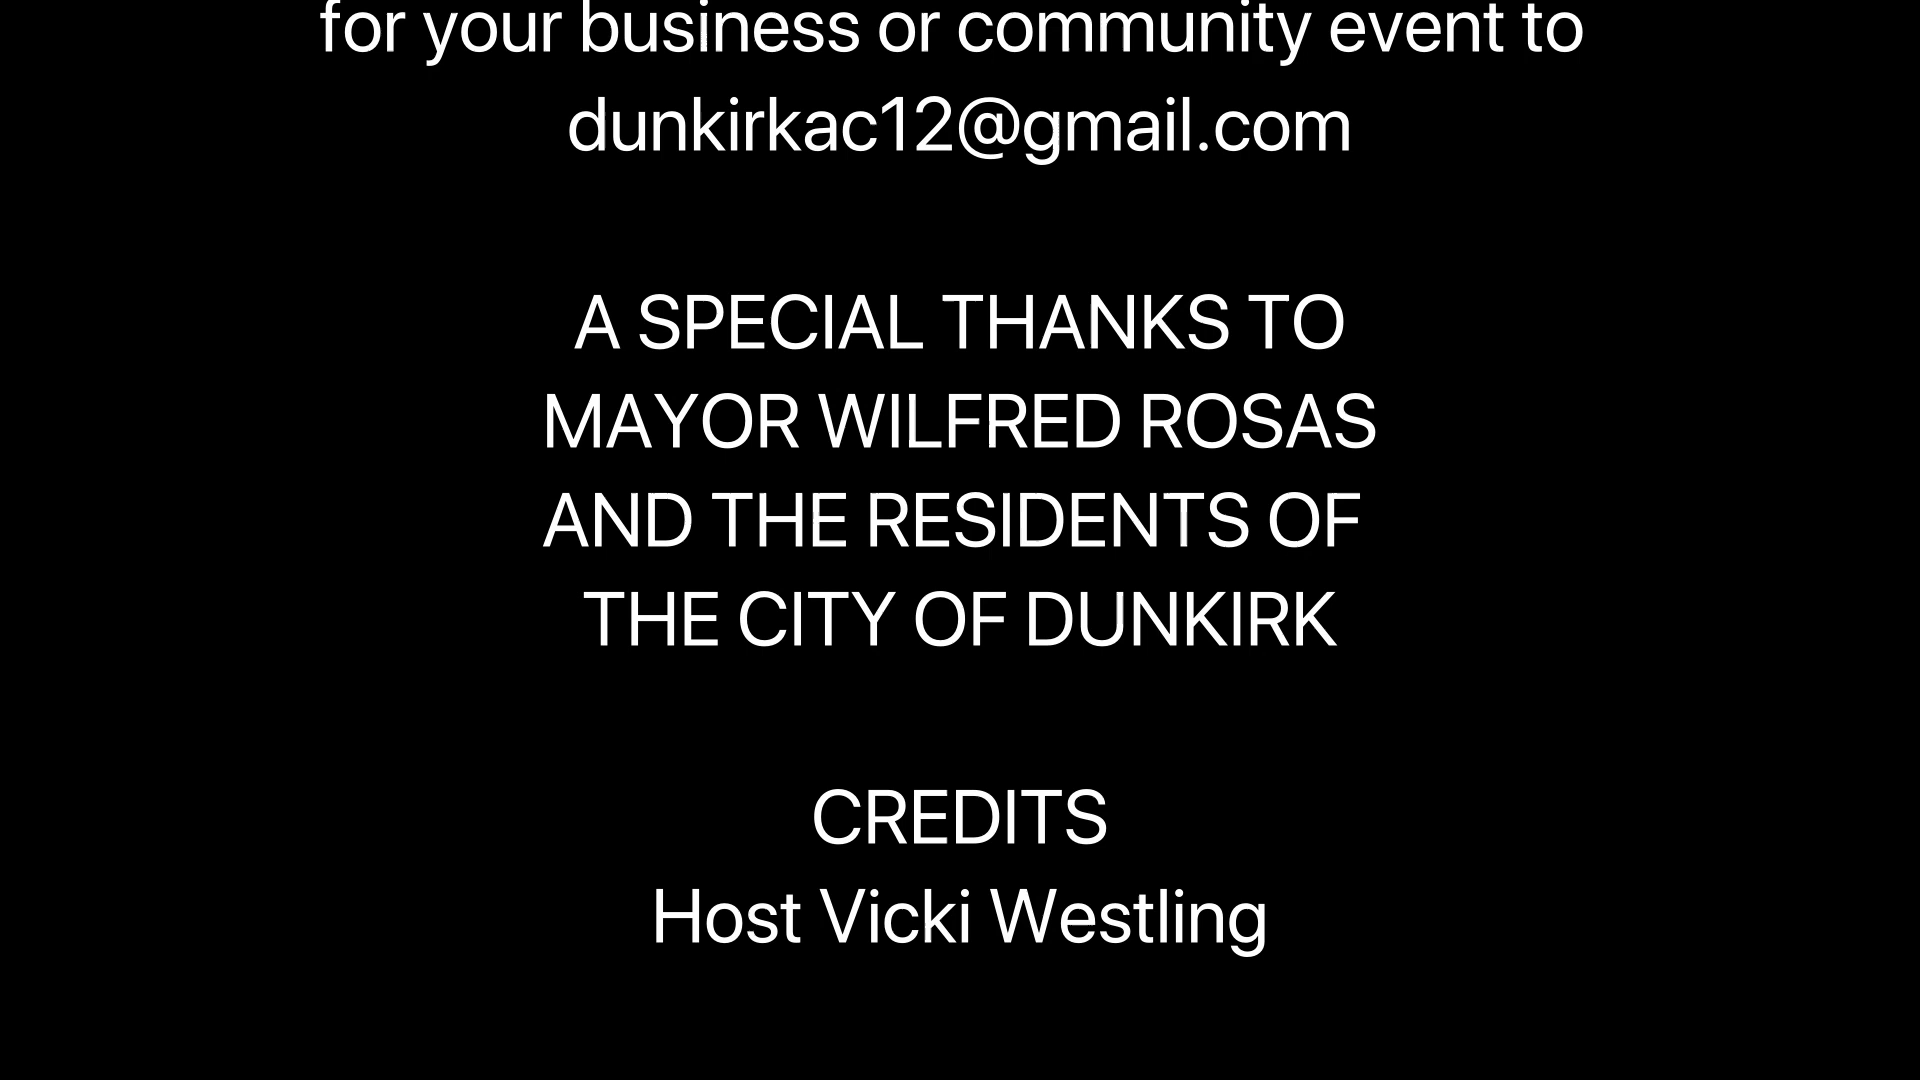 for your business or community event to
dunkirkac12@gmail.com
A SPECIAL THANKS TO
MAYOR WILFRED ROSAS
AND THE RESIDENTS OF
THE CITY OF DUNKIRK
CREDITS
Host Vicki Westling